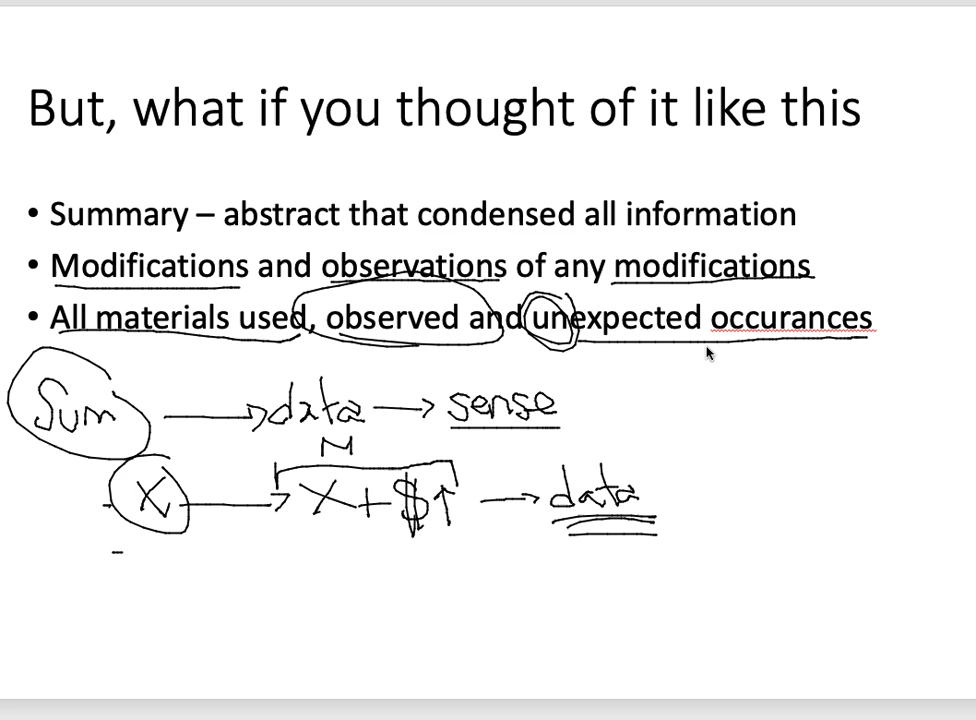 But, what if you thought of it like this
• Summary – abstract that condensed all information
• Modifications and observations of any modifications
• All materials used, observed and unexpected occurances
Sum → data → sense
M
X → X + $↑ → data